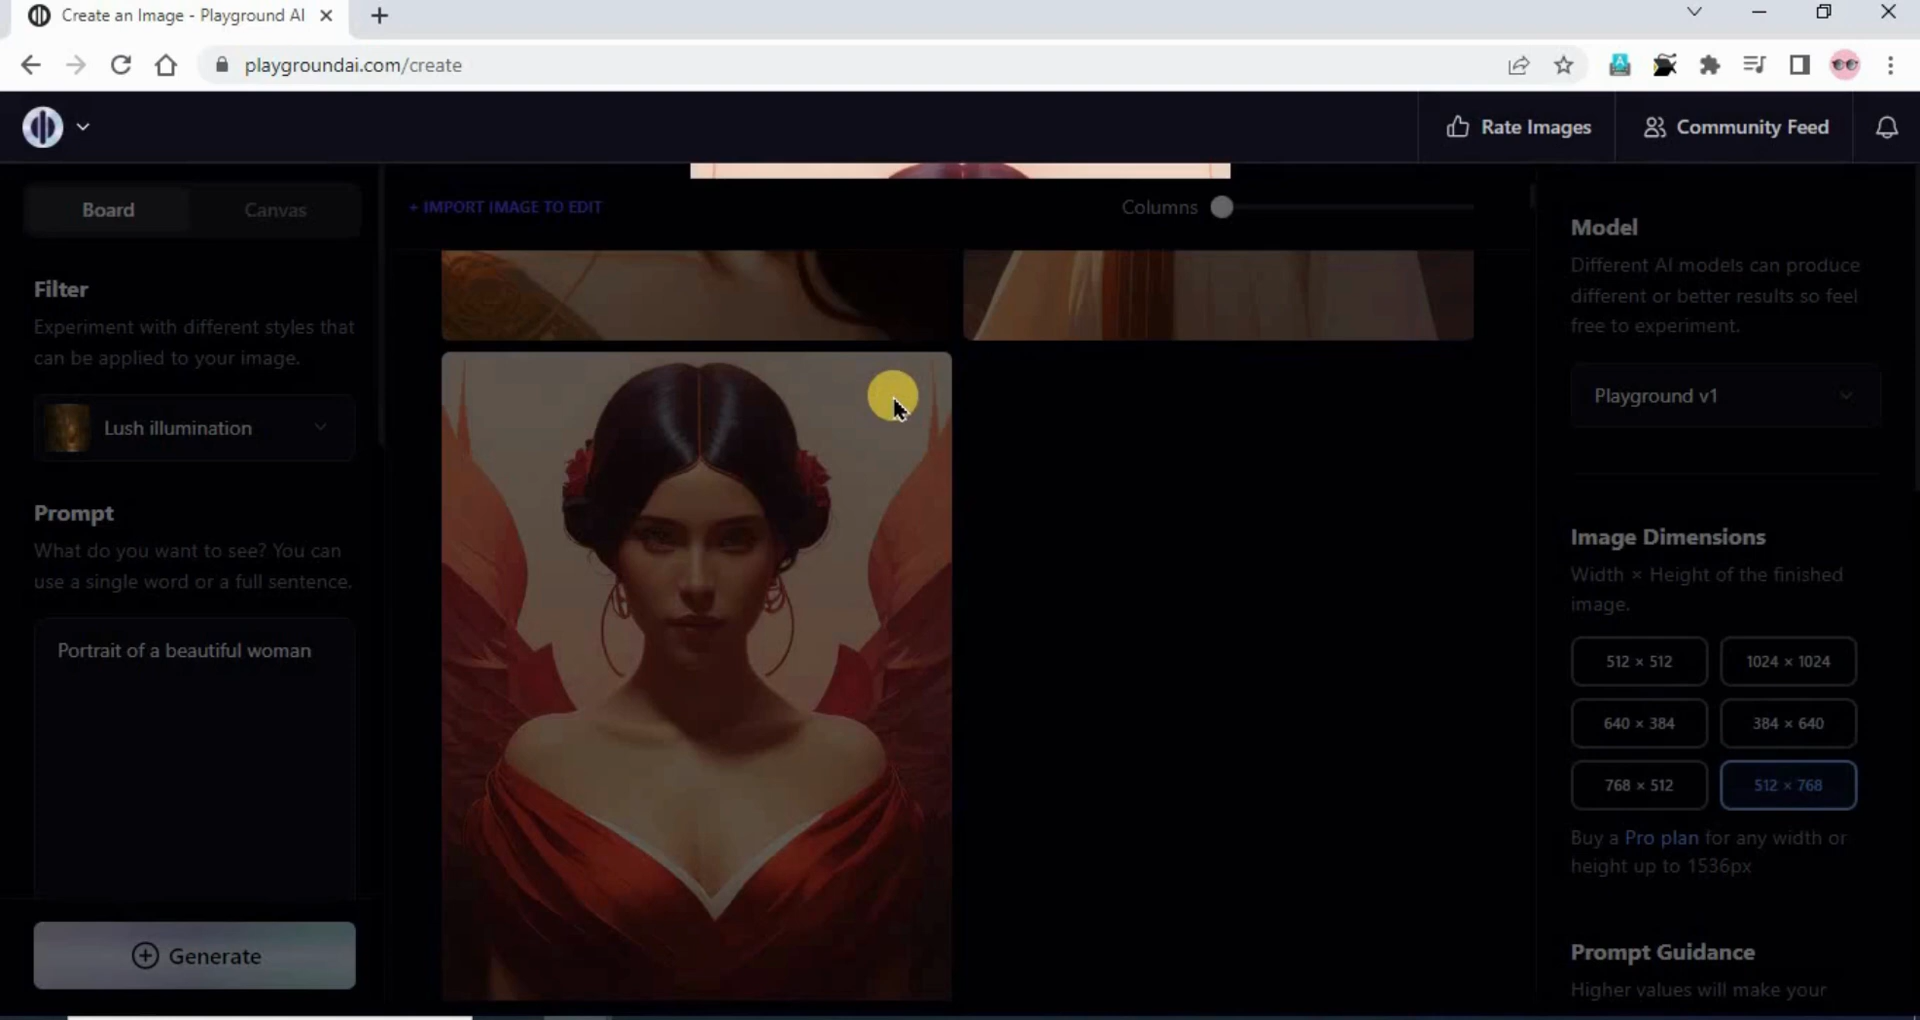 Create an Image - Playground AI
playgroundai.com/create
Rate Images
Community Feed
Board
Canvas
+ IMPORT IMAGE TO EDIT
Columns
Filter
Experiment with different styles that
can be applied to your image.
Lush illumination
Prompt
What do you want to see? You can
use a single word or a full sentence.
Portrait of a beautiful woman
Generate
Model
Different AI models can produce
different or better results so feel
free to experiment.
Playground v1
Image Dimensions
Width × Height of the finished
image.
512 × 512
1024 × 1024
640 × 384
384 × 640
768 × 512
512 × 768
Buy a Pro plan for any width or
height up to 1536px
Prompt Guidance
Higher values will make your